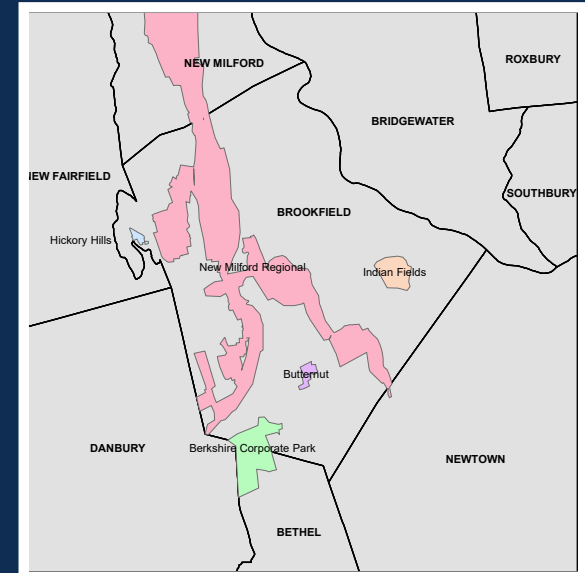 NEW MILFORD
ROXBURY
BRIDGEWATER
NEW FAIRFIELD
SOUTHBURY
BROOKFIELD
Hickory Hills
New Milford Regional
Indian Fields
Butternut
DANBURY
Berkshire Corporate Park
NEWTOWN
BETHEL